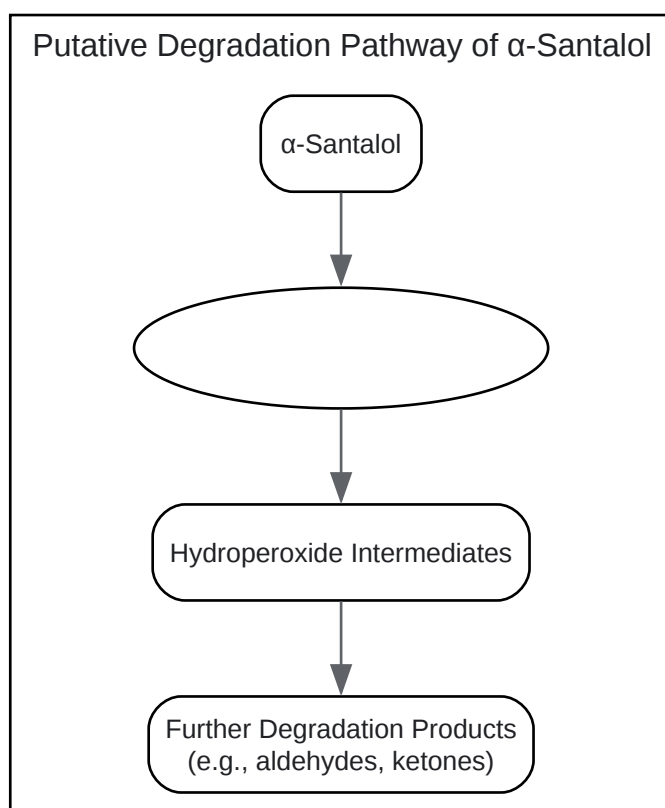 Putative Degradation Pathway of α-Santalol
α-Santalol
Hydroperoxide Intermediates
Further Degradation Products
(e.g., aldehydes, ketones)